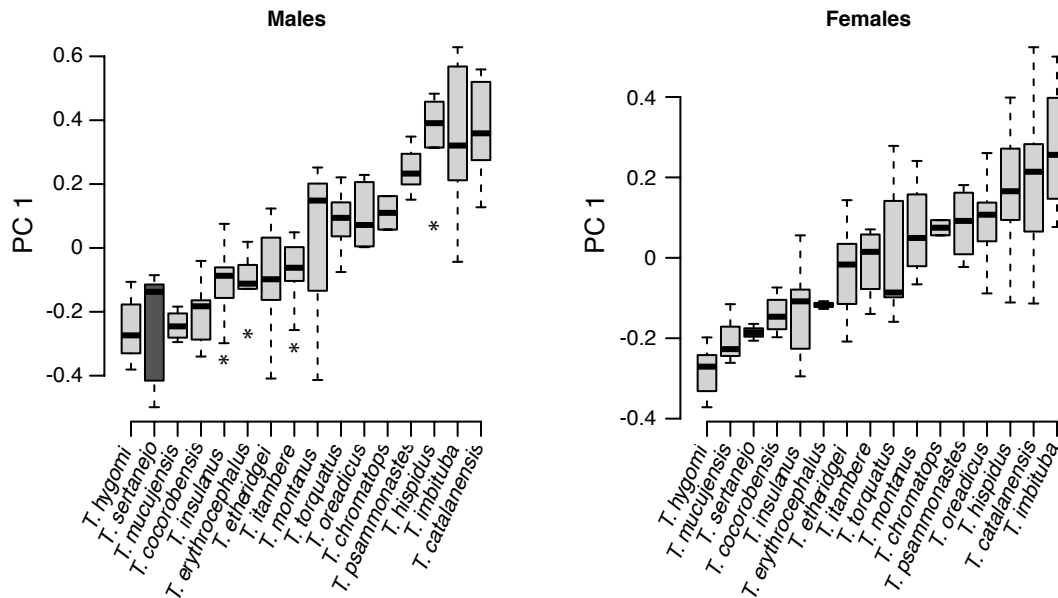 Males
PC 1
0.6
0.4
0.2
0
-0.2
-0.4
*
*
*
*
T. hygomi
T. sertanejo
T. mucujensis
T. cocorobensis
T. insulanus
T. erythrocephalus
T. etheridgei
T. itambere
T. montanus
T. torquatus
T. oreadicus
T. chromatops
T. psammonastes
T. hispidus
T. imbituba
T. catalanensis
Females
PC 1
0.4
0.2
0
-0.2
-0.4
T. hygomi
T. mucujensis
T. sertanejo
T. cocorobensis
T. insulanus
T. erythrocephalus
T. etheridgei
T. itambere
T. torquatus
T. montanus
T. chromatops
T. psammonastes
T. oreadicus
T. hispidus
T. catalanensis
T. imbituba